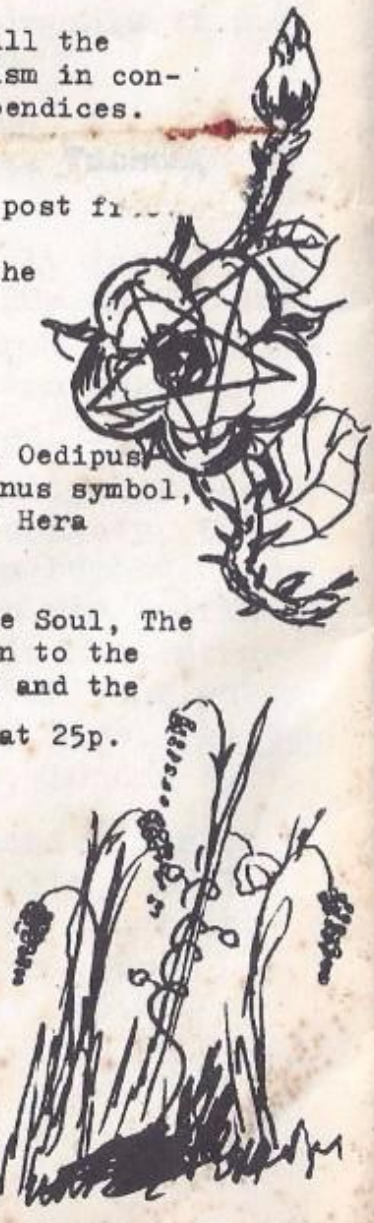 ll the
ism in con-
pendices.
post fr
he
Oedipus
nus symbol,
Hera
e Soul, The
n to the
and the
at 25p.